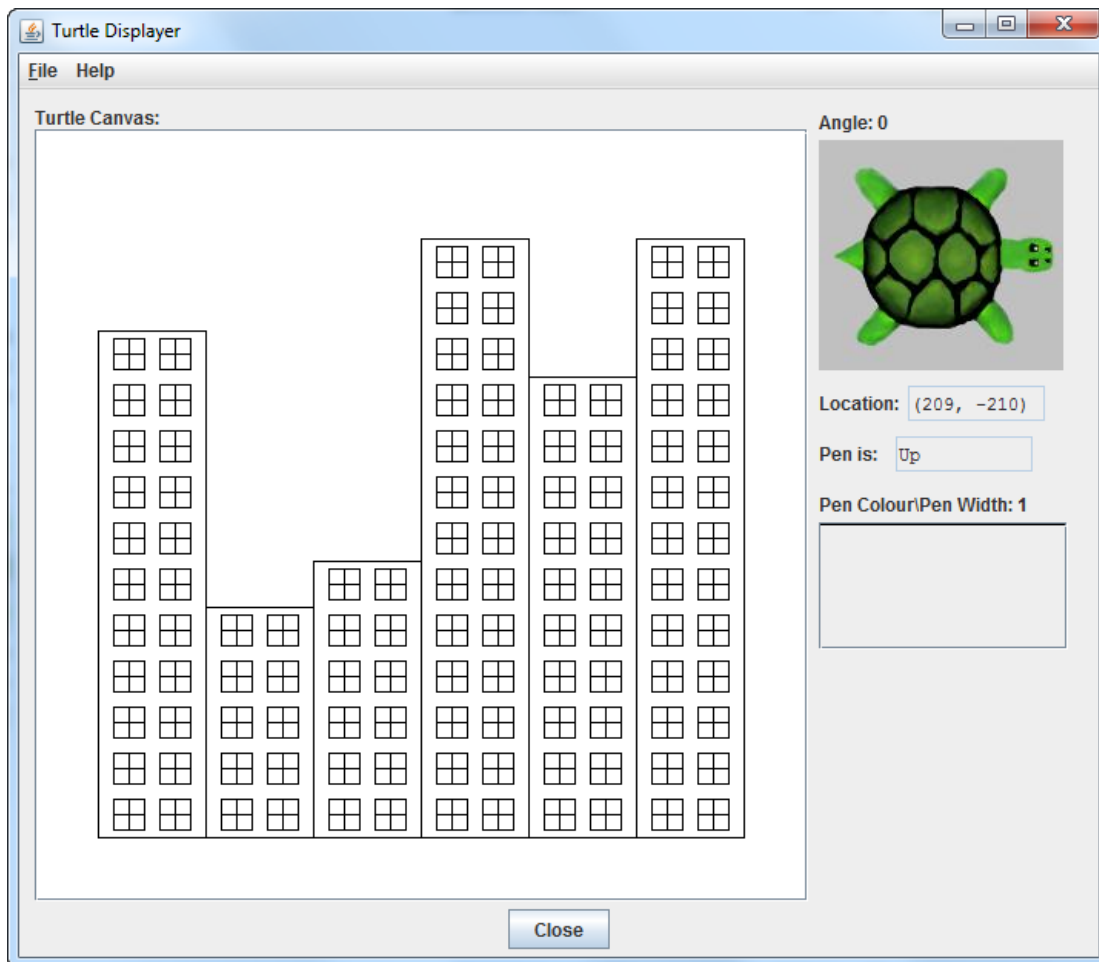 Turtle Displayer
File Help
Turtle Canvas:
Angle: 0
Location: (209, -210)
Pen is: Up
Pen Colour\Pen Width: 1
Close